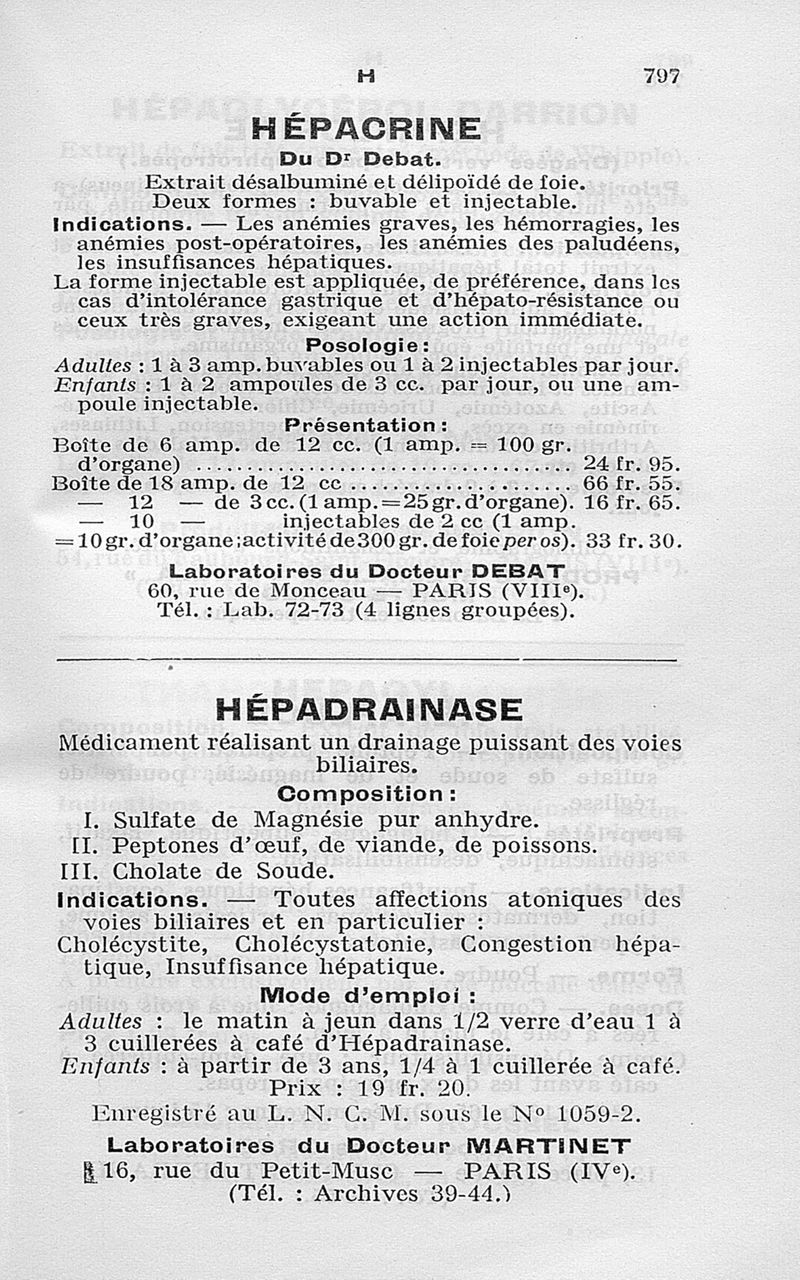 H
797
HÉPACRINE
Du Dr Debat.
Extrait désalbuminé et délipoïdé de foie.
Deux formes : buvable et injectable.
Indications. — Les anémies graves, les hémorragies, les
anémies post-opératoires, les anémies des paludéens,
les insuffisances hépatiques.
La forme injectable est appliquée, de préférence, dans les
cas d'intolérance gastrique et d'hépato-résistance ou
ceux très graves, exigeant une action immédiate.
Posologie :
Adultes : 1 à 3 amp. buvables ou 1 à 2 injectables par jour.
Enfants : 1 à 2 ampoules de 3 cc. par jour, ou une am-
poule injectable.
Présentation :
Boîte de 6 amp. de 12 cc. (1 amp. = 100 gr.
d'organe) ..................................... 24 fr. 95.
Boîte de 18 amp. de 12 cc ...................... 66 fr. 55.
— 12 — de 3 cc. (1 amp. = 25 gr. d'organe). 16 fr. 65.
— 10 — injectables de 2 cc (1 amp.
= 10 gr. d'organe ; activité de 300 gr. de foie per os). 33 fr. 30.
Laboratoires du Docteur DEBAT
60, rue de Monceau — PARIS (VIIIe).
Tél. : Lab. 72-73 (4 lignes groupées).
HÉPADRAINASE
Médicament réalisant un drainage puissant des voies
biliaires.
Composition :
I. Sulfate de Magnésie pur anhydre.
II. Peptones d'œuf, de viande, de poissons.
III. Cholate de Soude.
Indications. — Toutes affections atoniques des
voies biliaires et en particulier :
Cholécystite, Cholécystatonie, Congestion hépa-
tique, Insuffisance hépatique.
Mode d'emploi :
Adultes : le matin à jeun dans 1/2 verre d'eau 1 à
3 cuillerées à café d'Hépadrainase.
Enfants : à partir de 3 ans, 1/4 à 1 cuillerée à café.
Prix : 19 fr. 20.
Enregistré au L. N. C. M. sous le No 1059-2.
Laboratoires du Docteur MARTINET
16, rue du Petit-Musc — PARIS (IVe).
(Tél. : Archives 39-44.)